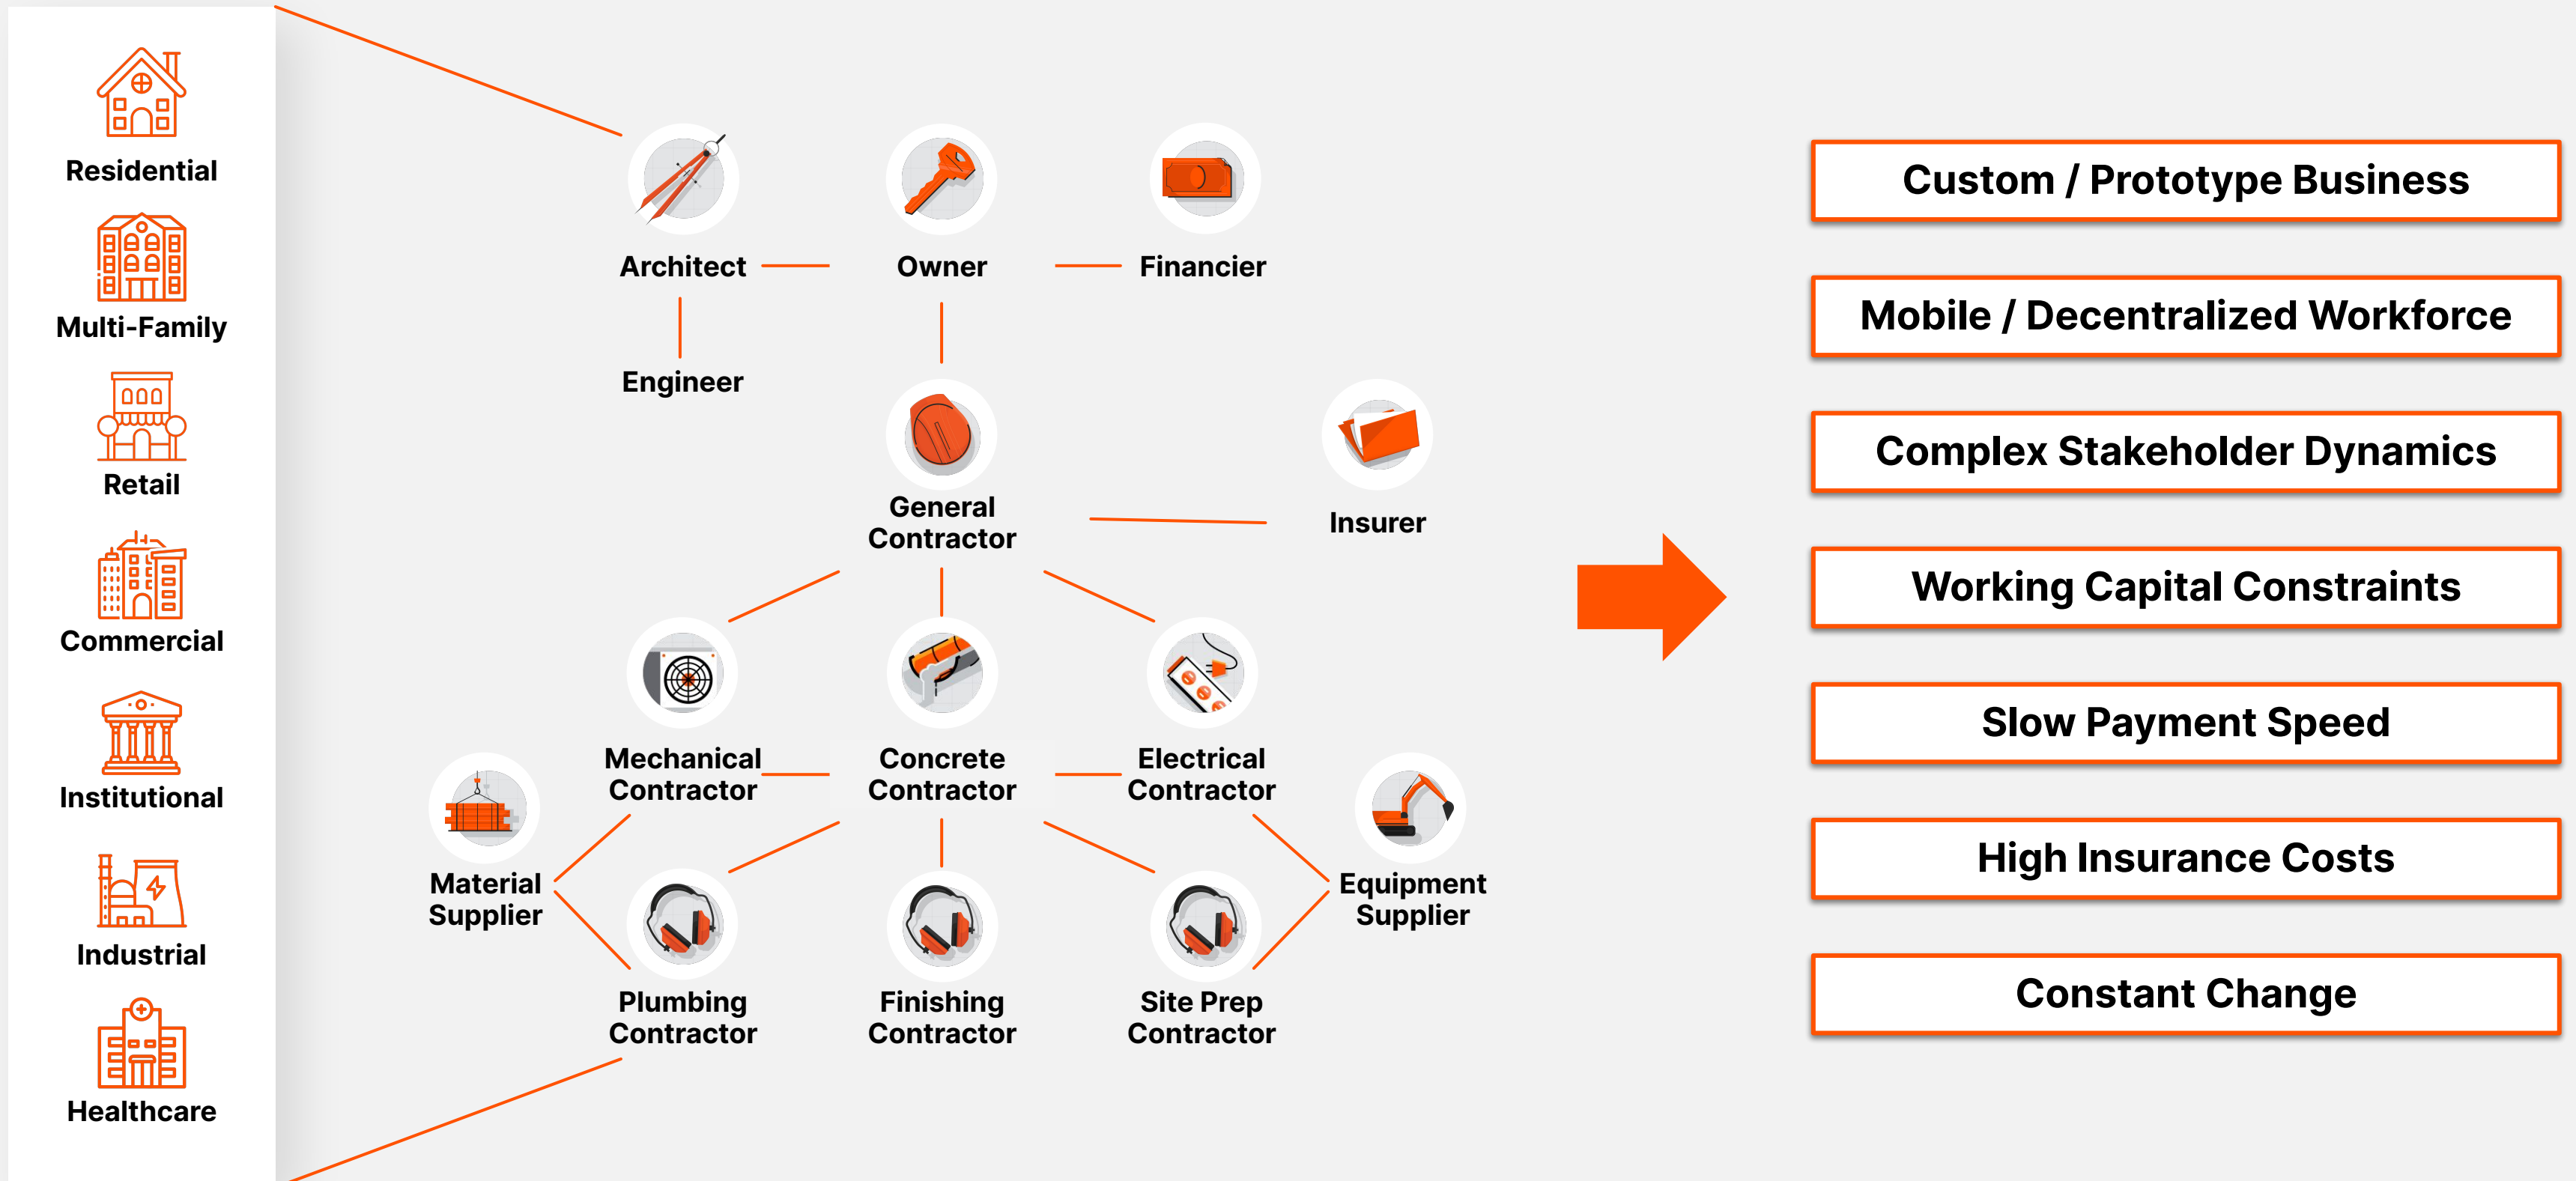 Residential
Multi-Family
Retail
Commercial
Institutional
Industrial
Healthcare
Architect
Owner
Financier
Engineer
General
Contractor
Insurer
Mechanical
Contractor
Concrete
Contractor
Electrical
Contractor
Material
Supplier
Equipment
Supplier
Plumbing
Contractor
Finishing
Contractor
Site Prep
Contractor
Custom / Prototype Business
Mobile / Decentralized Workforce
Complex Stakeholder Dynamics
Working Capital Constraints
Slow Payment Speed
High Insurance Costs
Constant Change